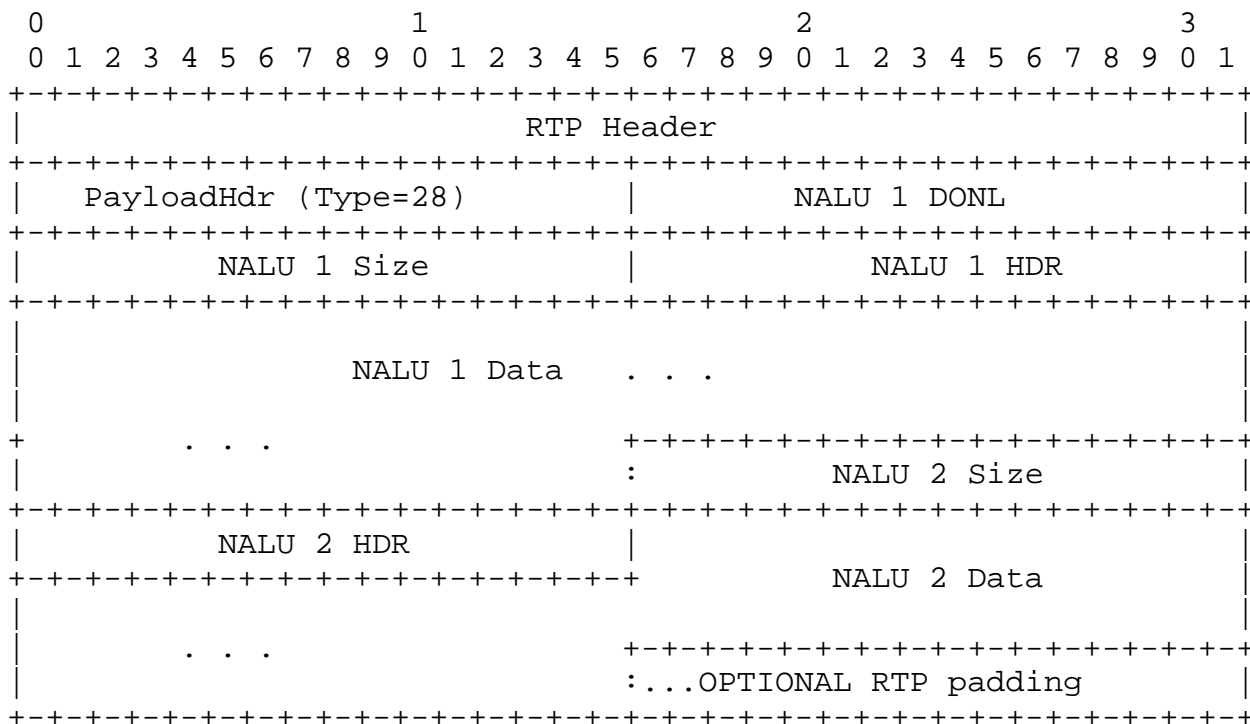 0                   1                   2                   3
 0 1 2 3 4 5 6 7 8 9 0 1 2 3 4 5 6 7 8 9 0 1 2 3 4 5 6 7 8 9 0 1
+-+-+-+-+-+-+-+-+-+-+-+-+-+-+-+-+-+-+-+-+-+-+-+-+-+-+-+-+-+-+-+-+
|                          RTP Header                           |
+-+-+-+-+-+-+-+-+-+-+-+-+-+-+-+-+-+-+-+-+-+-+-+-+-+-+-+-+-+-+-+-+
|   PayloadHdr (Type=28)        |        NALU 1 DONL            |
+-+-+-+-+-+-+-+-+-+-+-+-+-+-+-+-+-+-+-+-+-+-+-+-+-+-+-+-+-+-+-+-+
|          NALU 1 Size          |            NALU 1 HDR         |
+-+-+-+-+-+-+-+-+-+-+-+-+-+-+-+-+-+-+-+-+-+-+-+-+-+-+-+-+-+-+-+-+
|                                                               |
|                 NALU 1 Data   . . .                           |
|                                                               |
+        . . .                  +-+-+-+-+-+-+-+-+-+-+-+-+-+-+-+-+
|                               :          NALU 2 Size          |
+-+-+-+-+-+-+-+-+-+-+-+-+-+-+-+-+-+-+-+-+-+-+-+-+-+-+-+-+-+-+-+-+
|          NALU 2 HDR           |                               |
+-+-+-+-+-+-+-+-+-+-+-+-+-+-+-+-+          NALU 2 Data          |
|                                                               |
|        . . .                  +-+-+-+-+-+-+-+-+-+-+-+-+-+-+-+-+
|                               :...OPTIONAL RTP padding        |
+-+-+-+-+-+-+-+-+-+-+-+-+-+-+-+-+-+-+-+-+-+-+-+-+-+-+-+-+-+-+-+-+